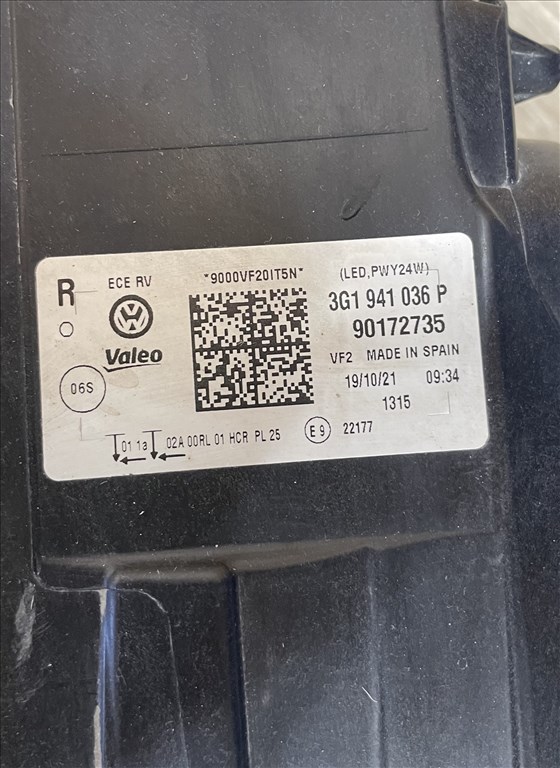 R
ECE RV
*9000VF20IT5N*
(LED,PWY24W)
3G1 941 036 P
90172735
Valeo
VF2 MADE IN SPAIN
06S
19/10/21 09:34
1315
01 1a 02A 00RL 01 HCR PL 25
E9 22177